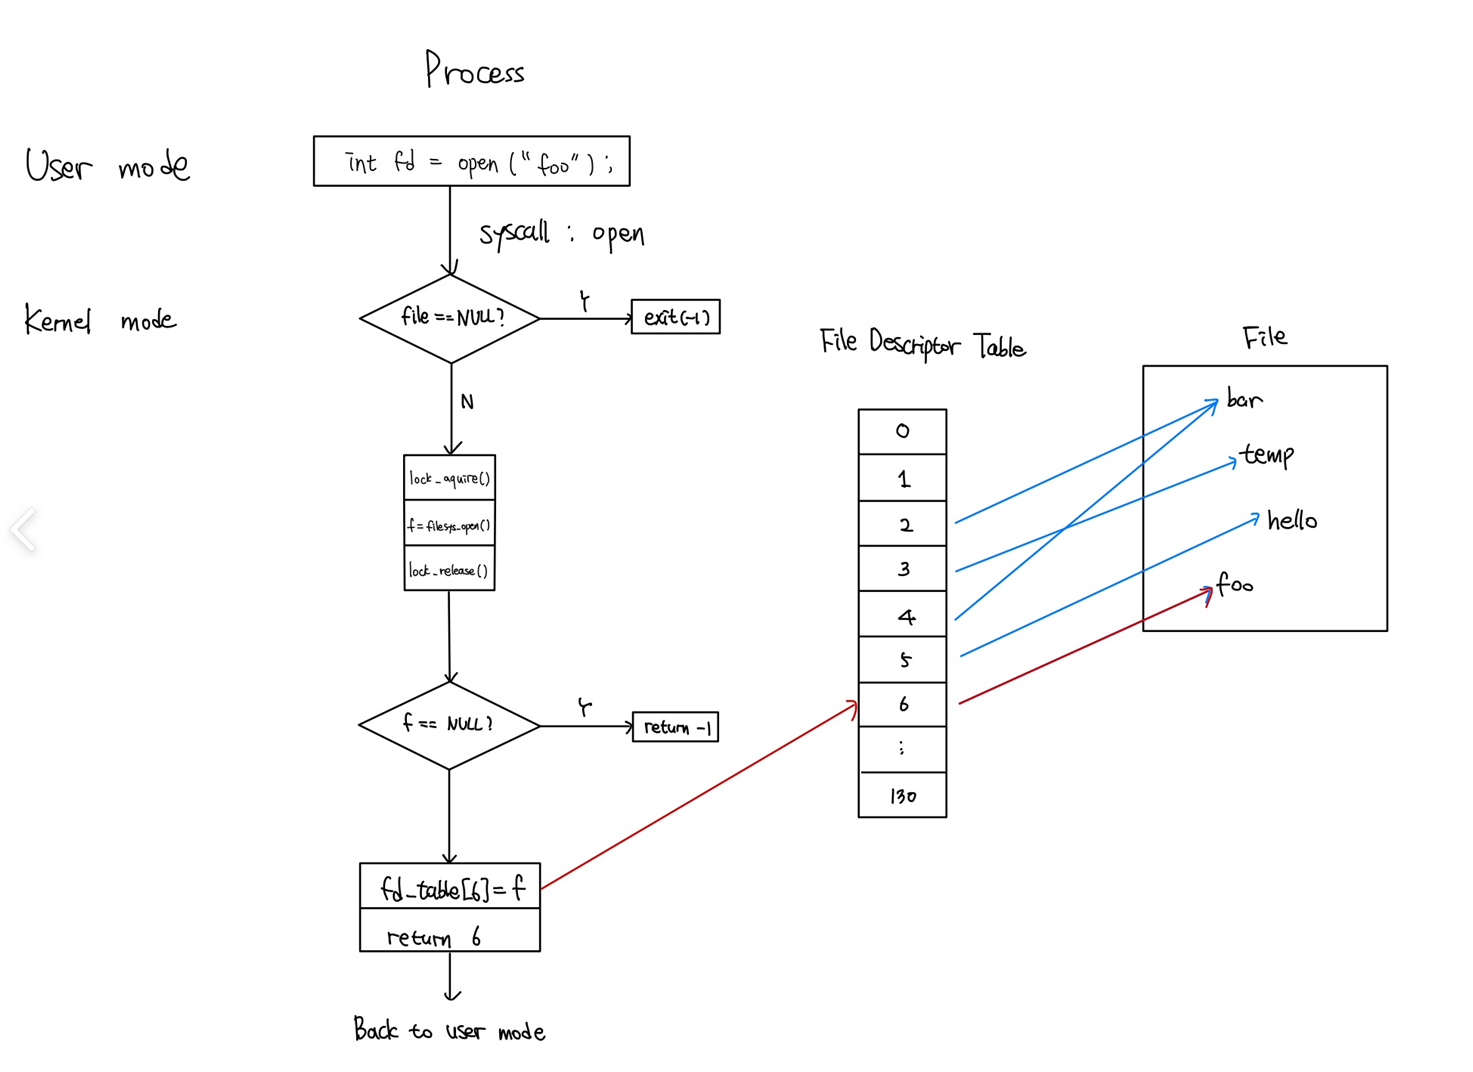 Process
User mode
int fd = open ("foo") ;
syscall : open
Kernel mode
file == NULL?
Y
exit(-1)
N
lock_aquire()
f = filesys_open()
lock_release()
f == NULL?
Y
return -1
fd_table[6] = f
return 6
Back to user mode
File Descriptor Table
0
1
2
3
4
5
6
⋮
130
File
bar
temp
hello
foo